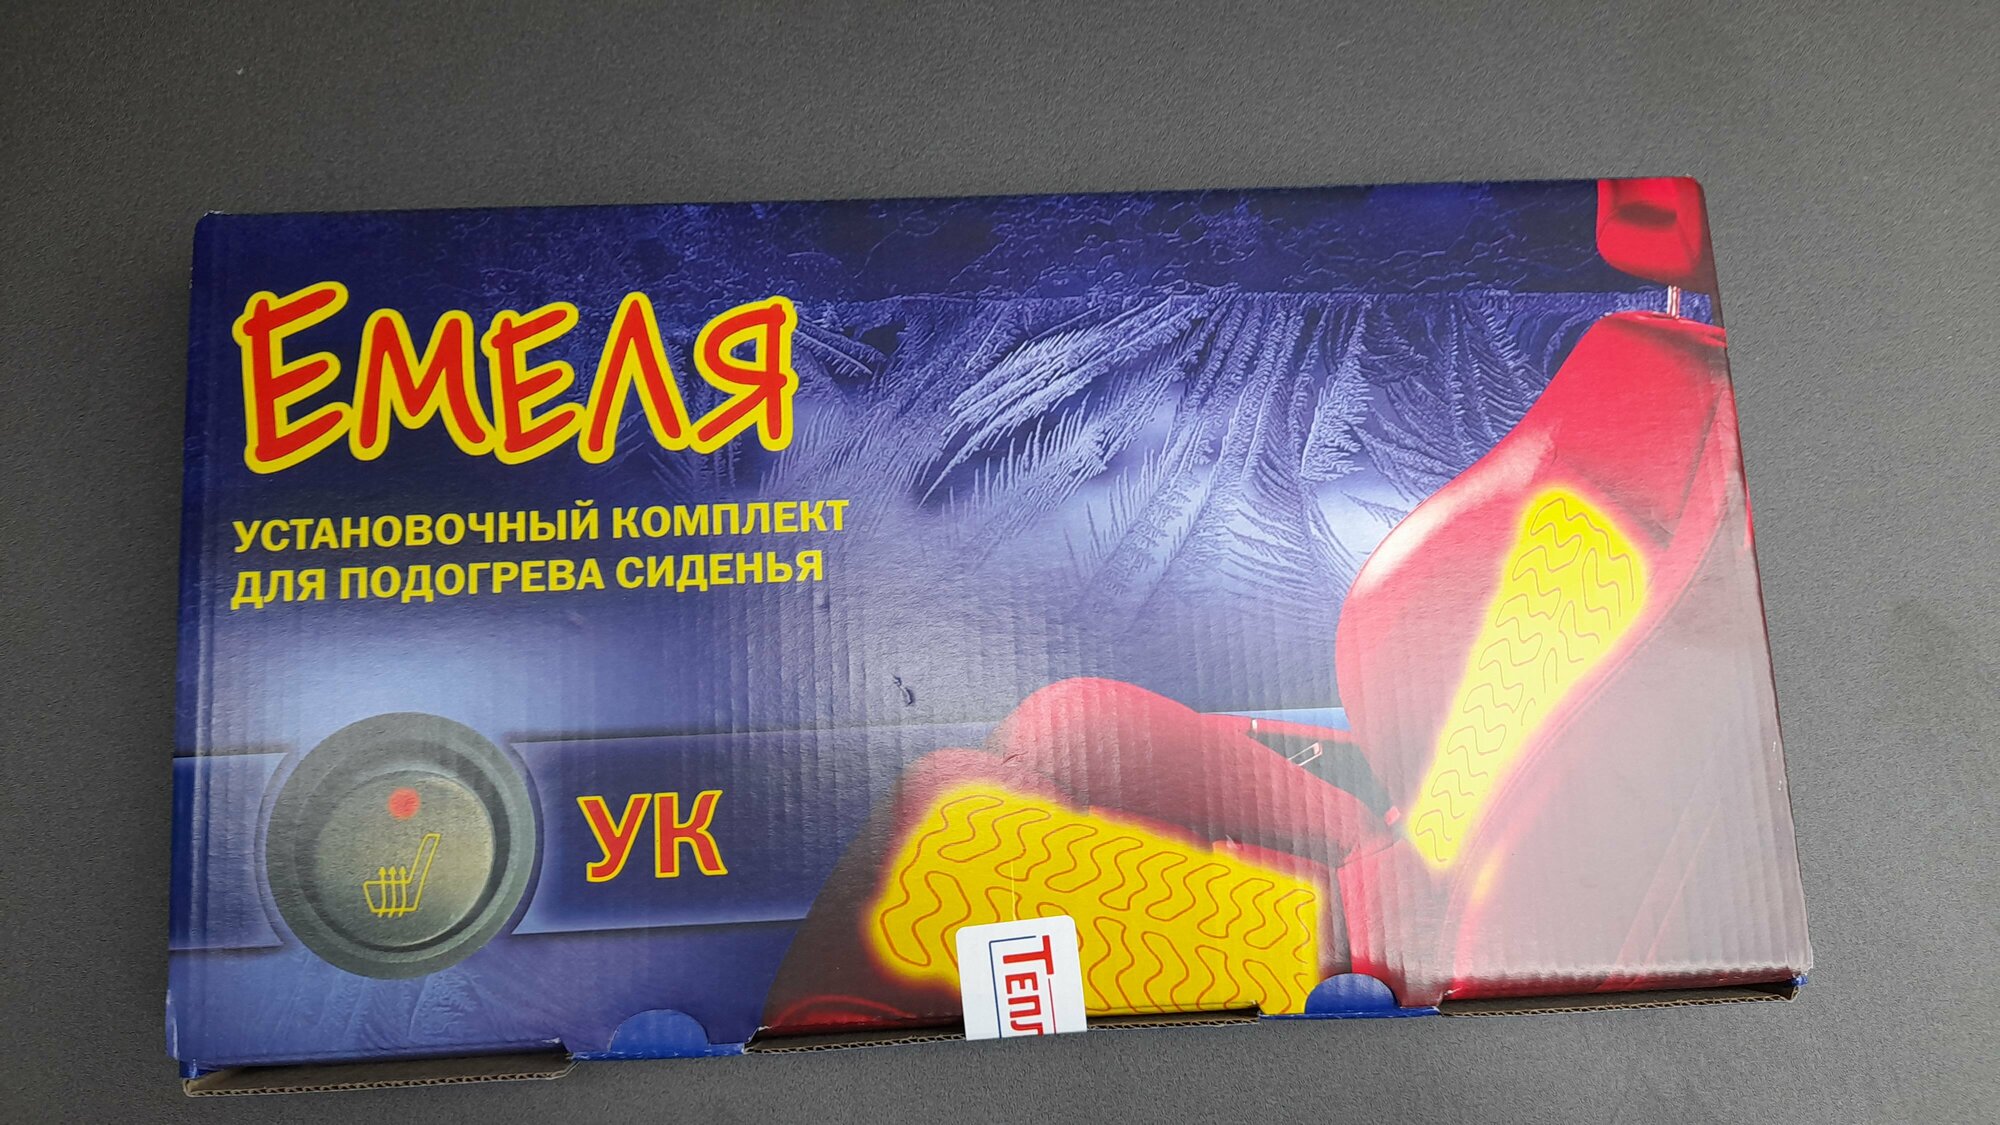 ЕМЕЛЯ
УСТАНОВОЧНЫЙ КОМПЛЕКТ
ДЛЯ ПОДОГРЕВА СИДЕНЬЯ
УК